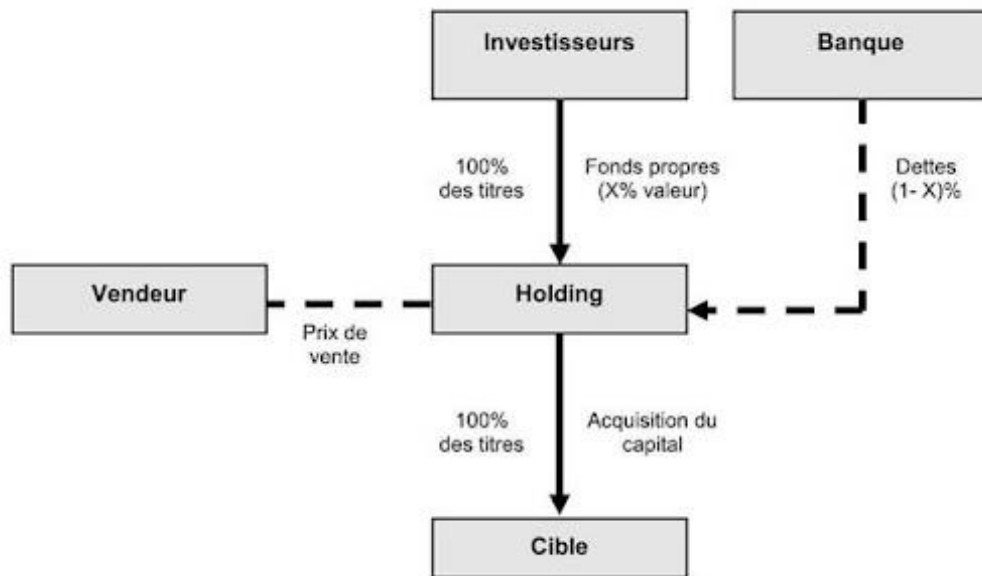 Investisseurs
Banque
100%
des titres
Fonds propres
(X% valeur)
Dettes
(1- X)%
Vendeur
Holding
Prix de
vente
100%
des titres
Acquisition du
capital
Cible